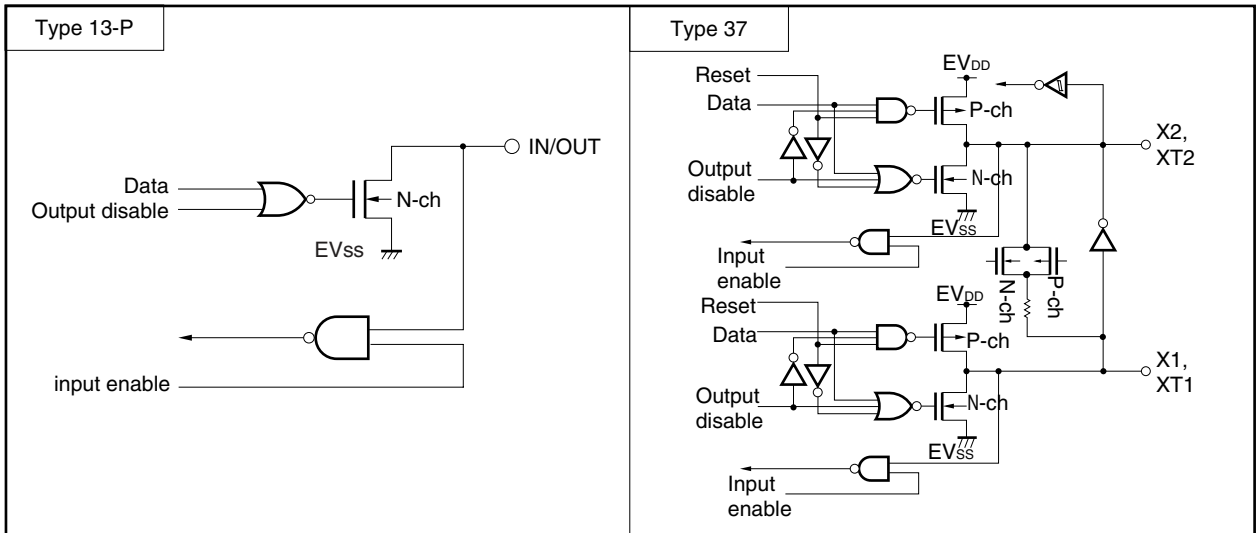 Type 13-P
Data
Output disable
N-ch
EVss
IN/OUT
input enable
Type 37
Reset
Data
Output
disable
EVDD
P-ch
N-ch
EVSS
X2,
XT2
Input
enable
N-ch
P-ch
Reset
Data
Output
disable
EVDD
P-ch
N-ch
EVSS
X1,
XT1
Input
enable